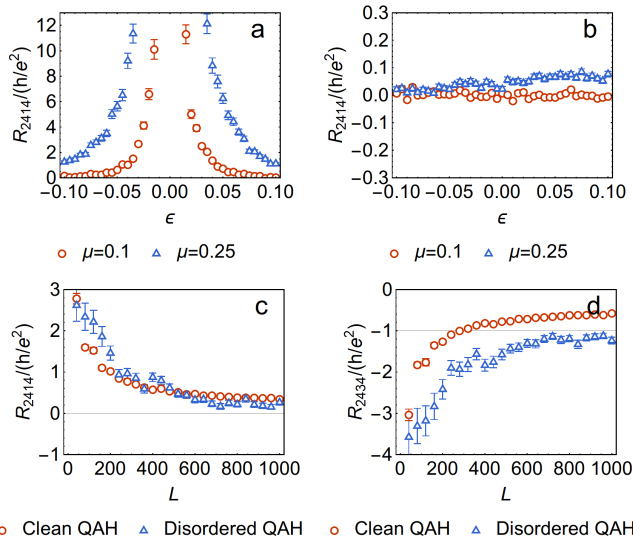 a
R2414/(h/e²)
12
10
8
6
4
2
0
−0.10 −0.05 0.00 0.05 0.10
ϵ
b
R2414/(h/e²)
0.3
0.2
0.1
0.0
−0.1
−0.2
−0.3
−0.10 −0.05 0.00 0.05 0.10
ϵ
μ=0.1 μ=0.25
μ=0.1 μ=0.25
c
R2414/(h/e²)
3
2
1
0
−1
0 200 400 600 800 1000
L
d
R2434/(h/e²)
0
−1
−2
−3
−4
0 200 400 600 800 1000
L
Clean QAH Disordered QAH
Clean QAH Disordered QAH